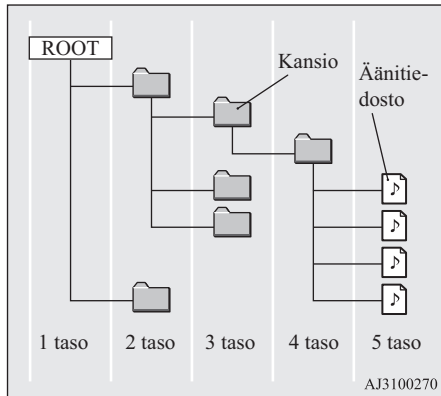 ROOT
Kansio
Äänitie-
dosto
1 taso 2 taso 3 taso 4 taso 5 taso
AJ3100270